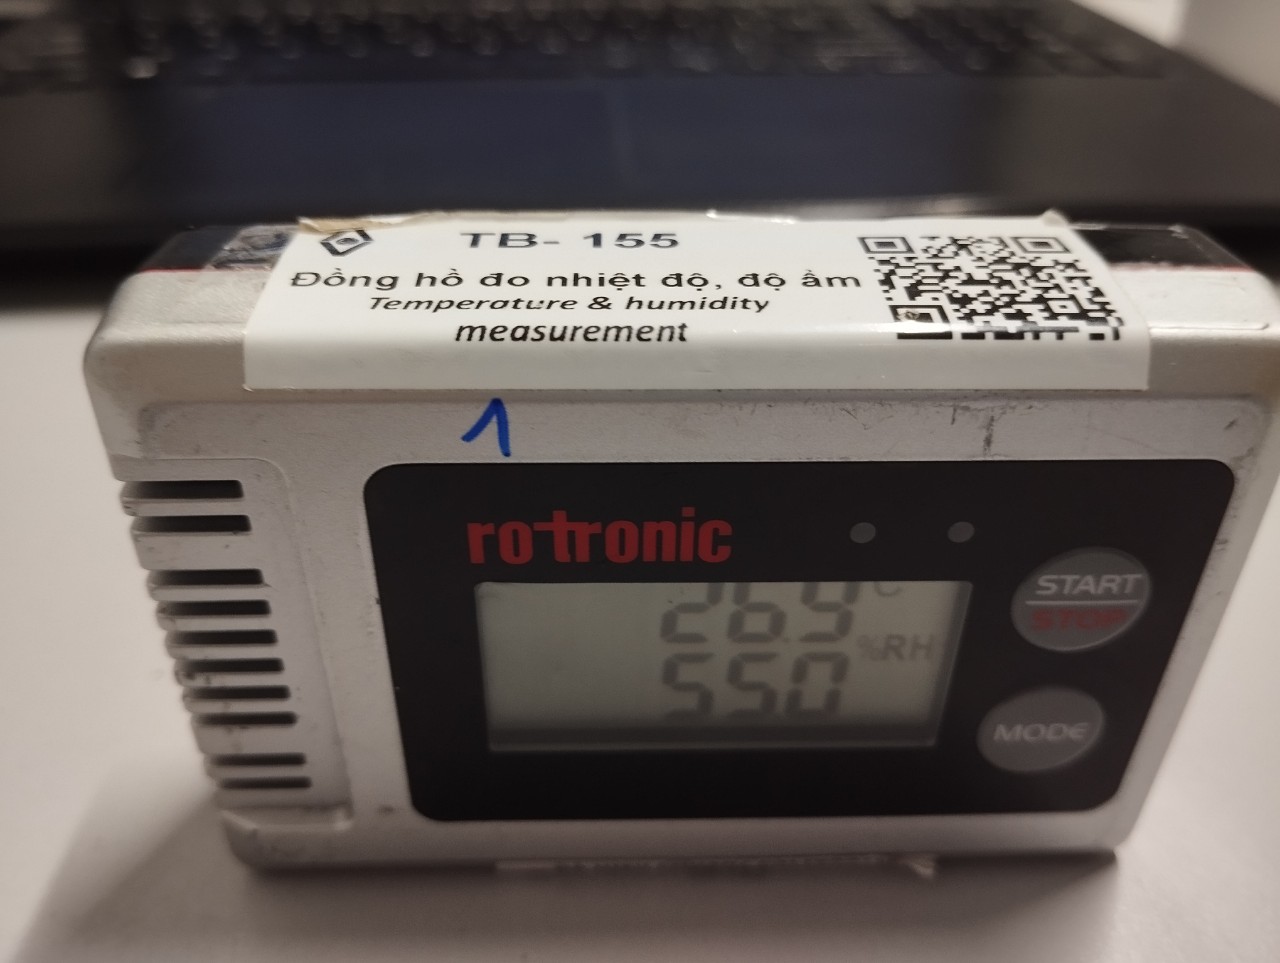 TB- 155
Đồng hồ đo nhiệt độ, độ ẩm
Temperature & humidity
measurement
1
rotronic
START
STOP
26.9 °C
%RH
55.0
MODE